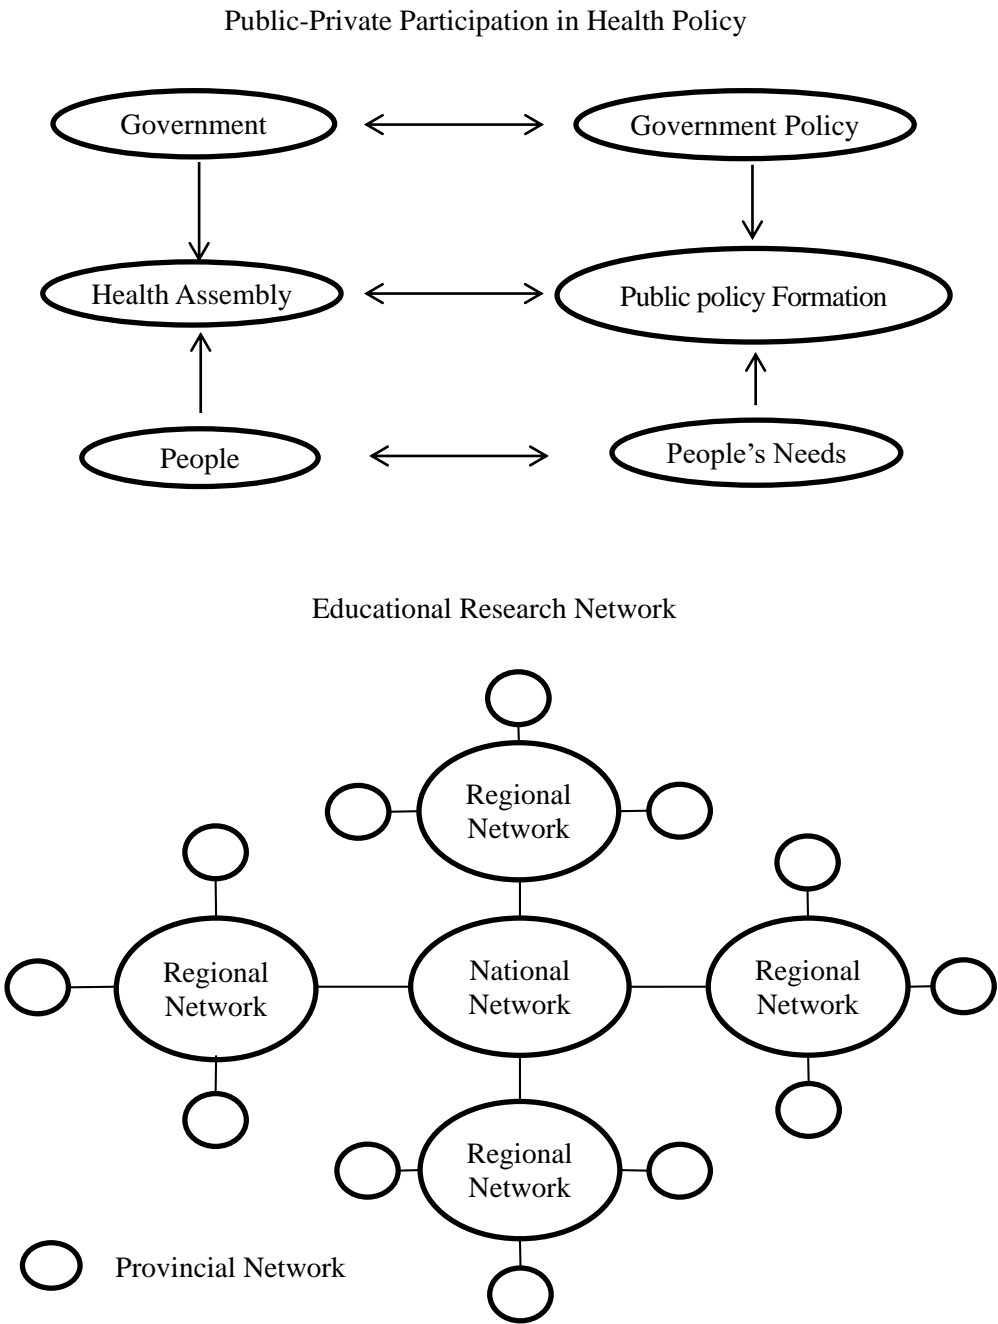 Public-Private Participation in Health Policy
Government
Government Policy
Health Assembly
Public policy Formation
People
People’s Needs
Educational Research Network
Regional
Network
Regional
Network
National
Network
Regional
Network
Regional
Network
Provincial Network